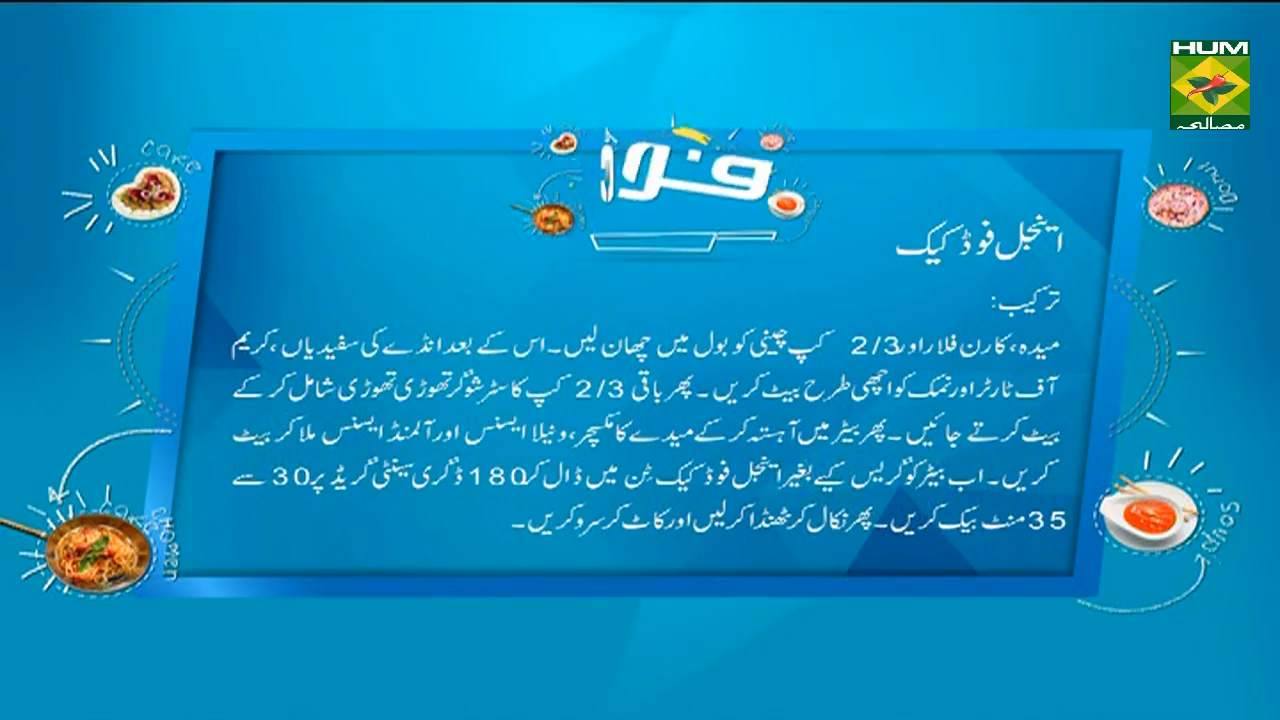 HUM
مصالحہ
فوڈ
cake
Donut
اینجل فوڈ کیک
ترکیب:
میدہ، کارن فلار اور 2/3 کپ چینی کو بول میں چھان لیں۔ اس کے بعد انڈے کی سفیدیاں، کریم
آف ٹارٹر اور نمک کو اچھی طرح بیٹ کریں۔ پھر باقی 2/3 کپ کاسٹر شوگر تھوڑی تھوڑی شامل کر کے
بیٹ کرتے جائیں۔ پھر بیٹر میں آہستہ کر کے میدے کا مکسچر، ونیلا ایسنس اور آلمنڈ ایسنس ملا کر بیٹ
کریں۔ اب بیٹر کو گریس کیے بغیر اینجل فوڈ کیک ٹِن میں ڈال کر 180 ڈگری سینٹی گریڈ پر 30 سے
35 منٹ بیک کریں۔ پھر نکال کر ٹھنڈا کر لیں اور کاٹ کر سرو کریں۔